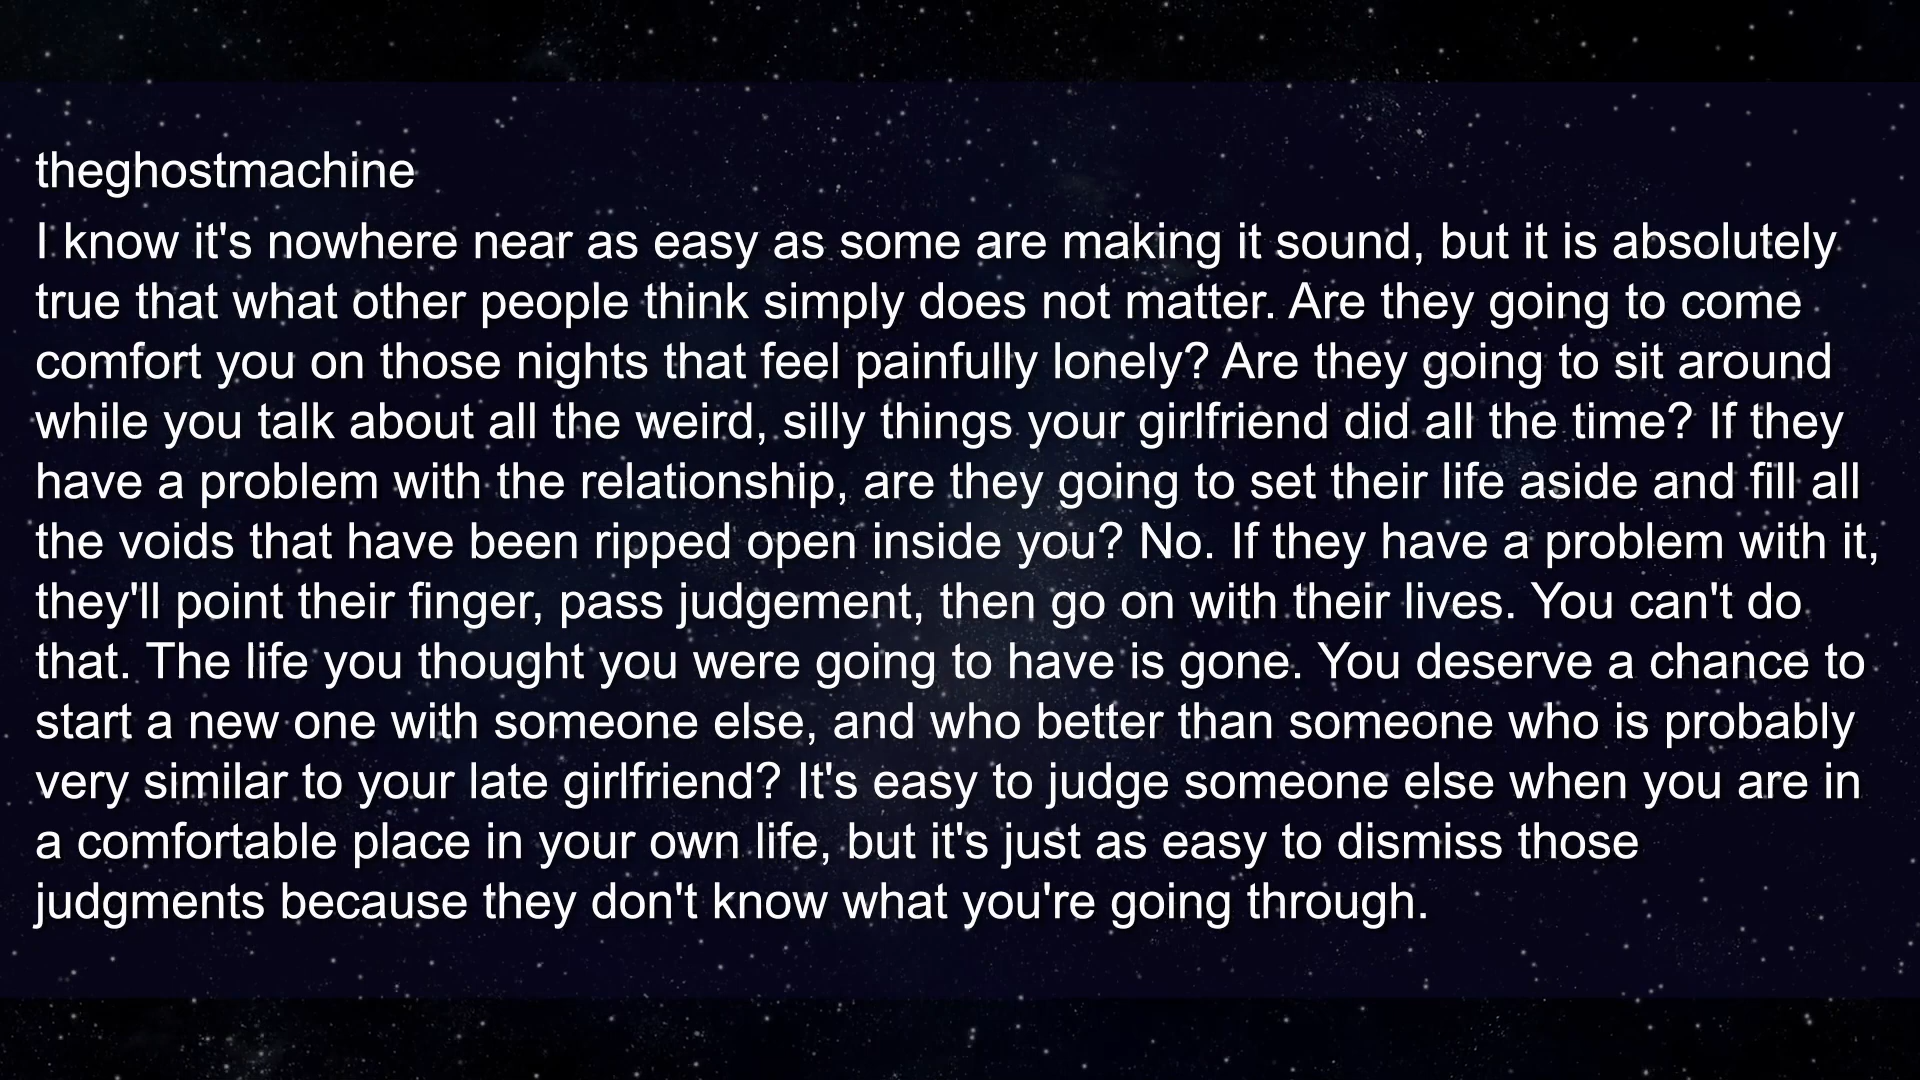 theghostmachine
I know it's nowhere near as easy as some are making it sound, but it is absolutely
true that what other people think simply does not matter. Are they going to come
comfort you on those nights that feel painfully lonely? Are they going to sit around
while you talk about all the weird, silly things your girlfriend did all the time? If they
have a problem with the relationship, are they going to set their life aside and fill all
the voids that have been ripped open inside you? No. If they have a problem with it,
they'll point their finger, pass judgement, then go on with their lives. You can't do
that. The life you thought you were going to have is gone. You deserve a chance to
start a new one with someone else, and who better than someone who is probably
very similar to your late girlfriend? It's easy to judge someone else when you are in
a comfortable place in your own life, but it's just as easy to dismiss those
judgments because they don't know what you're going through.